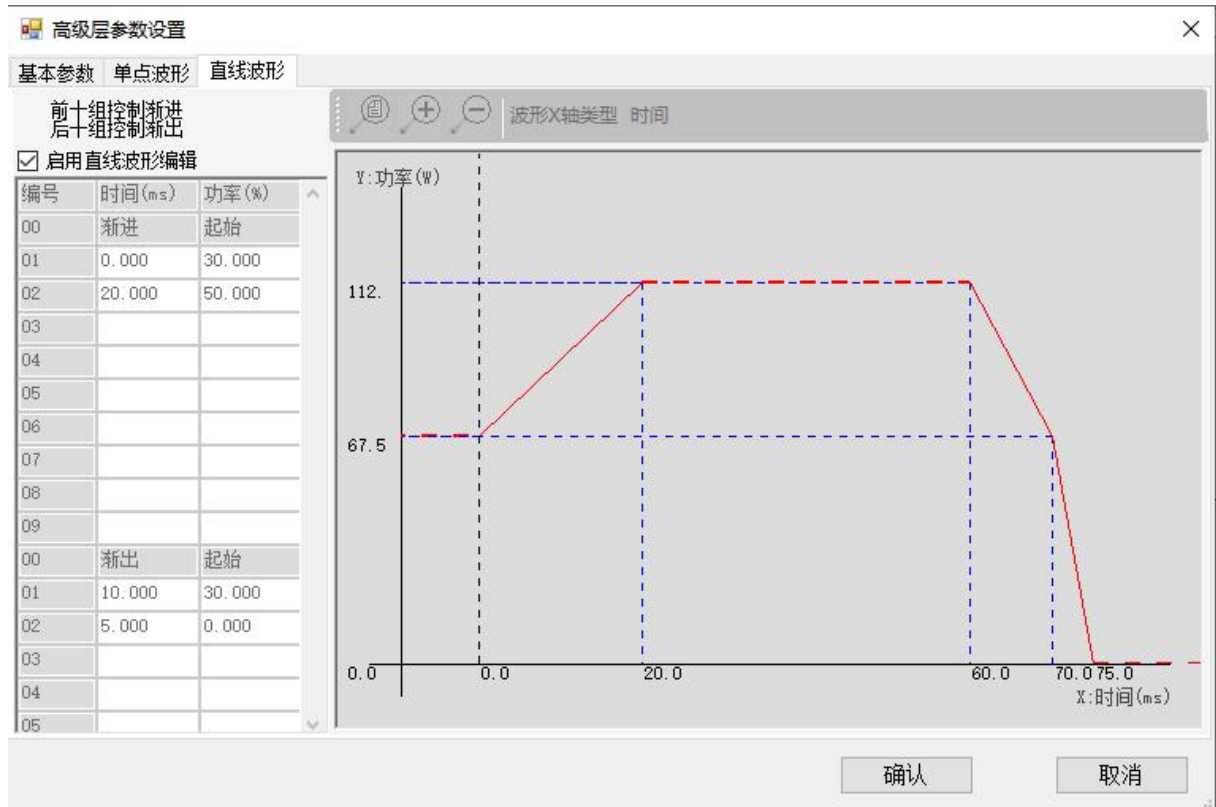 高级层参数设置
基本参数 单点波形 直线波形
前十组控制渐进
后十组控制渐出
启用直线波形编辑
波形X轴类型 时间
编号 时间(ms) 功率(%)
00 渐进 起始
01 0.000 30.000
02 20.000 50.000
03
04
05
06
07
08
09
00 渐出 起始
01 10.000 30.000
02 5.000 0.000
03
04
05
Y:功率(W)
112.
67.5
0.0 0.0 20.0 60.0 70.0 75.0
X:时间(ms)
确认 取消